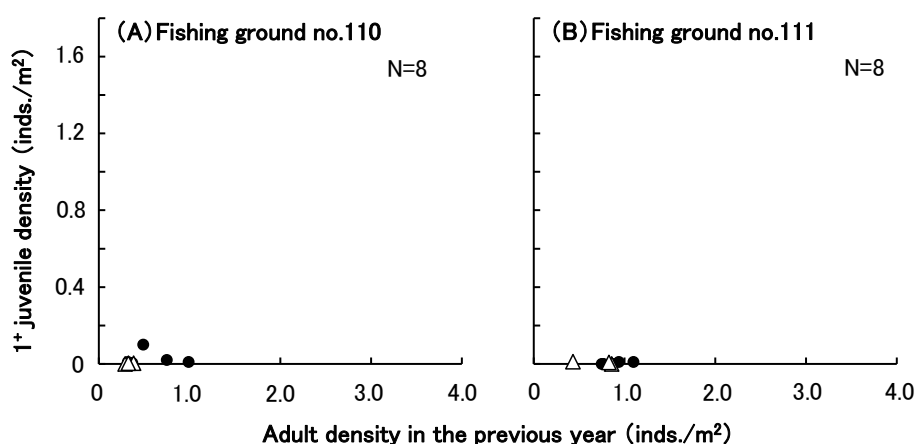 (A) Fishing ground no.110
(B) Fishing ground no.111
N=8
N=8
1.6
1.2
0.8
0.4
0
0 1.0 2.0 3.0 4.0
0 1.0 2.0 3.0 4.0
1⁺ juvenile density (inds./m²)
Adult density in the previous year (inds./m²)